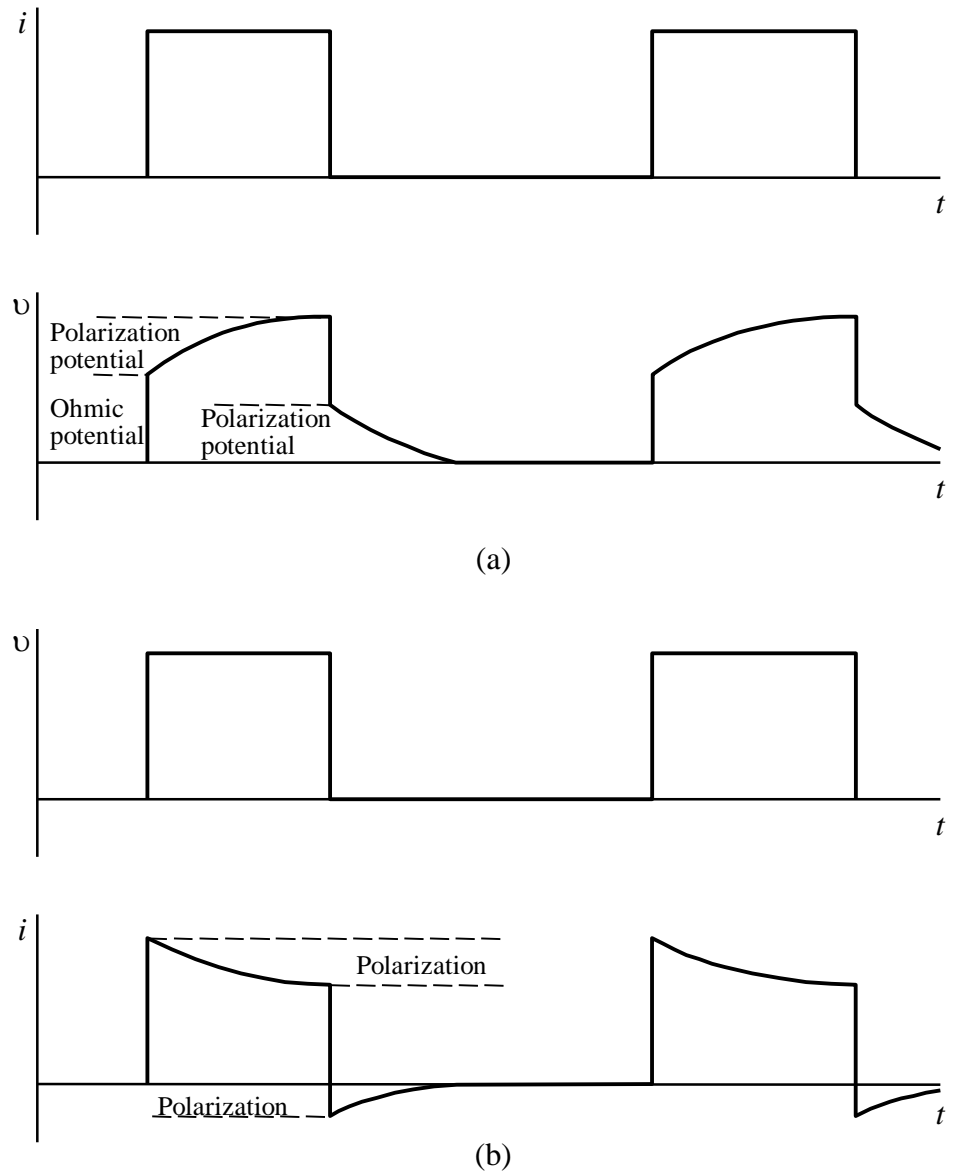 i
t
υ
Polarization
potential
Ohmic
potential
Polarization
potential
t
(a)
υ
t
i
Polarization
Polarization
t
(b)